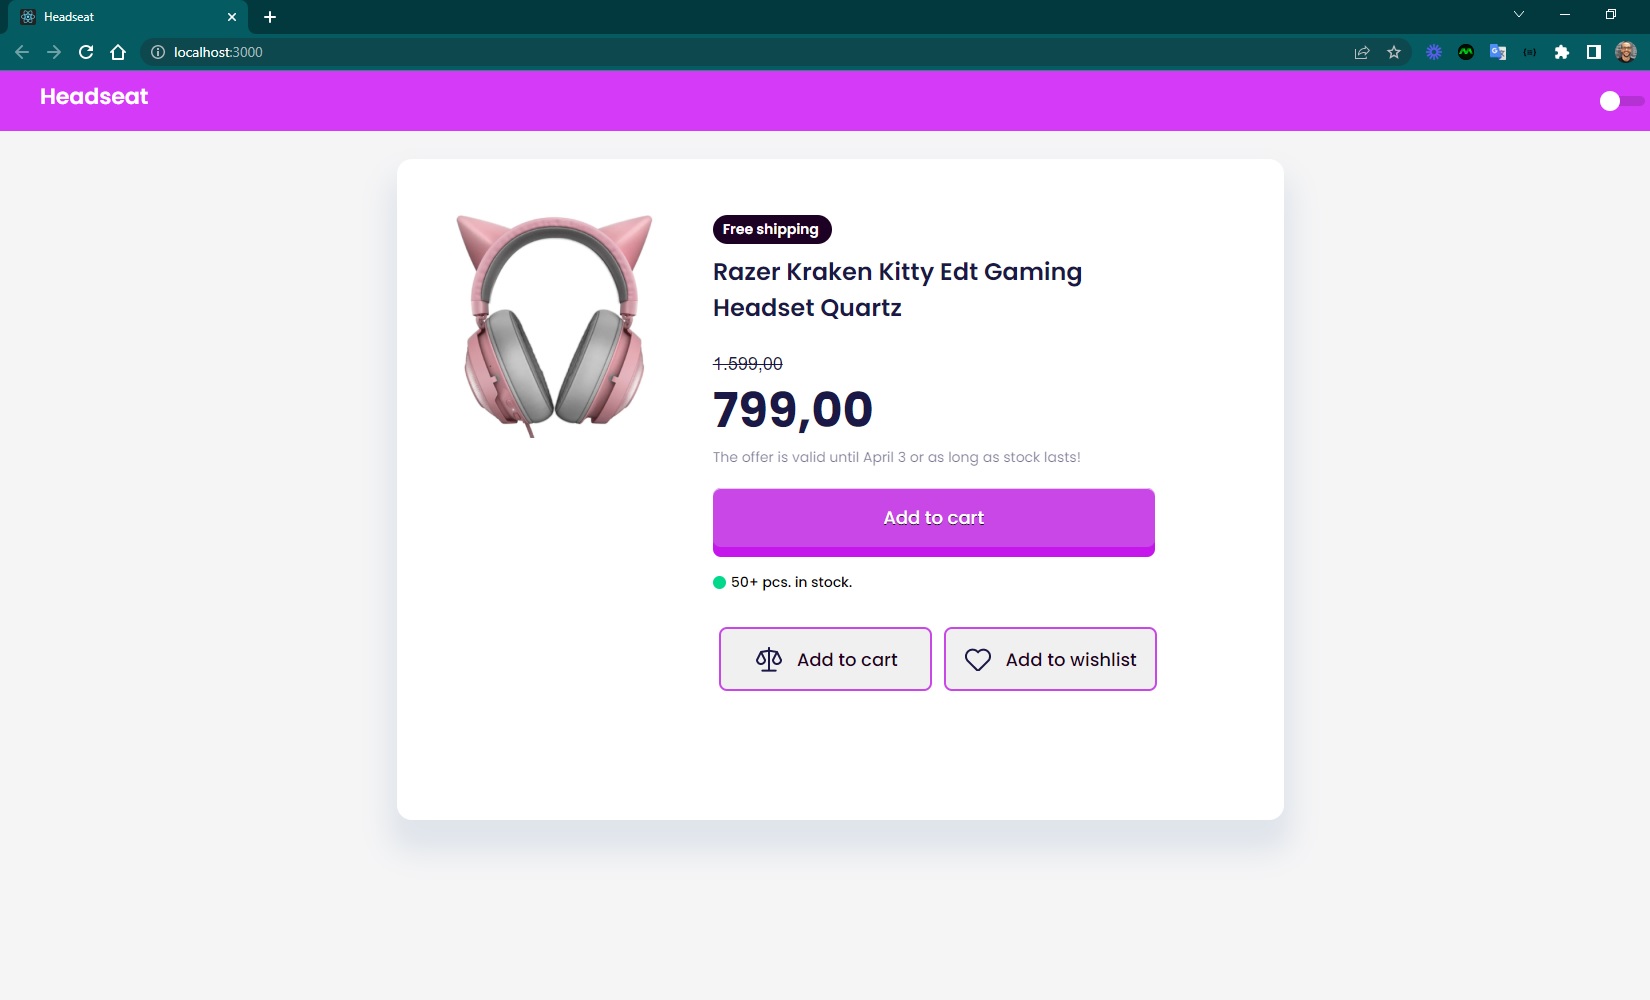 Headseat
localhost:3000
Headseat
Free shipping
Razer Kraken Kitty Edt Gaming
Headset Quartz
1.599,00
799,00
The offer is valid until April 3 or as long as stock lasts!
Add to cart
50+ pcs. in stock.
Add to cart
Add to wishlist